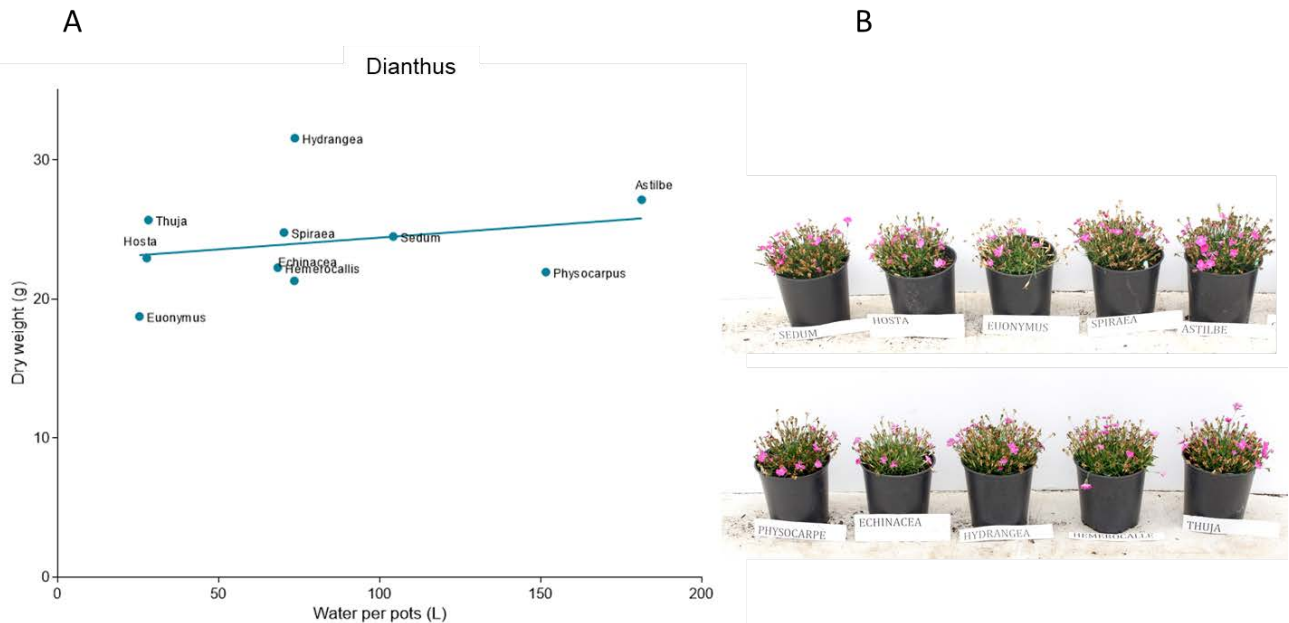 A
B
Dianthus
30
20
10
0
Dry weight (g)
Hydrangea
Astilbe
Thuja
Hosta
Spiraea
Sedum
Echinacea
Hemerocallis
Physocarpus
Euonymus
0 50 100 150 200
Water per pots (L)
SEDUM HOSTA EUONYMUS SPIRAEA ASTILBE
PHYSOCARPE ECHINACEA HYDRANGEA HEMEROCALLE THUJA